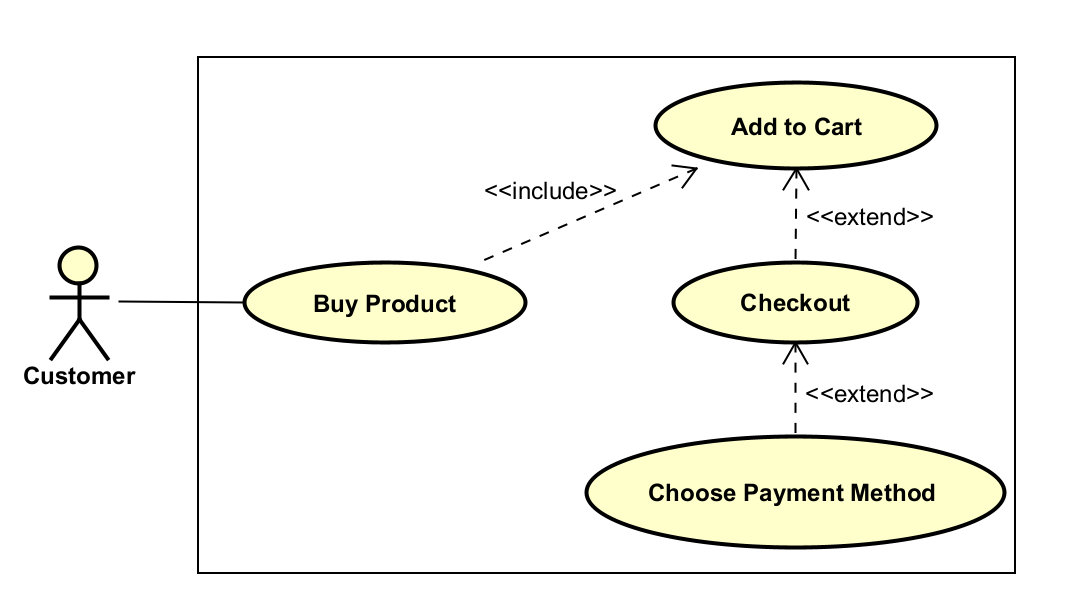 Add to Cart
<<include>>
<<extend>>
Buy Product
Checkout
Customer
<<extend>>
Choose Payment Method